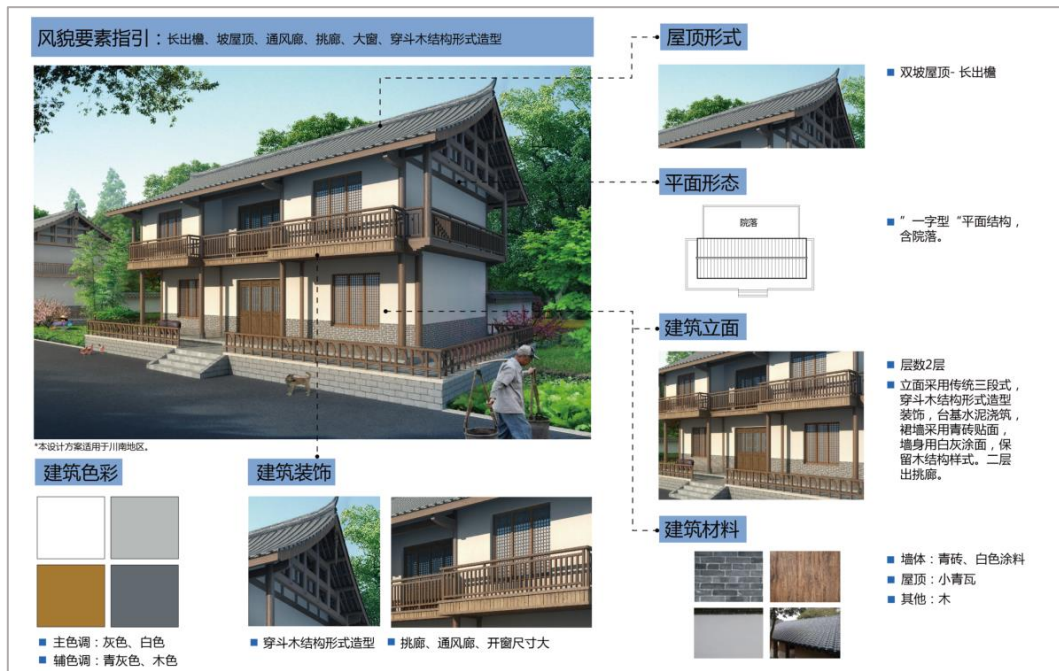 风貌要素指引：长出檐、坡屋顶、通风廊、挑廊、大窗、穿斗木结构形式造型
*本设计方案适用于川南地区。
屋顶形式
双坡屋顶- 长出檐
平面形态
院落
”一字型“平面结构，
含院落。
建筑立面
层数2层
立面采用传统三段式，
穿斗木结构形式造型
装饰，台基水泥浇筑，
裙墙采用青砖贴面，
墙身用白灰涂面，保
留木结构样式。二层
出挑廊。
建筑色彩
主色调：灰色、白色
辅色调：青灰色、木色
建筑装饰
穿斗木结构形式造型
挑廊、通风廊、开窗尺寸大
建筑材料
墙体：青砖、白色涂料
屋顶：小青瓦
其他：木